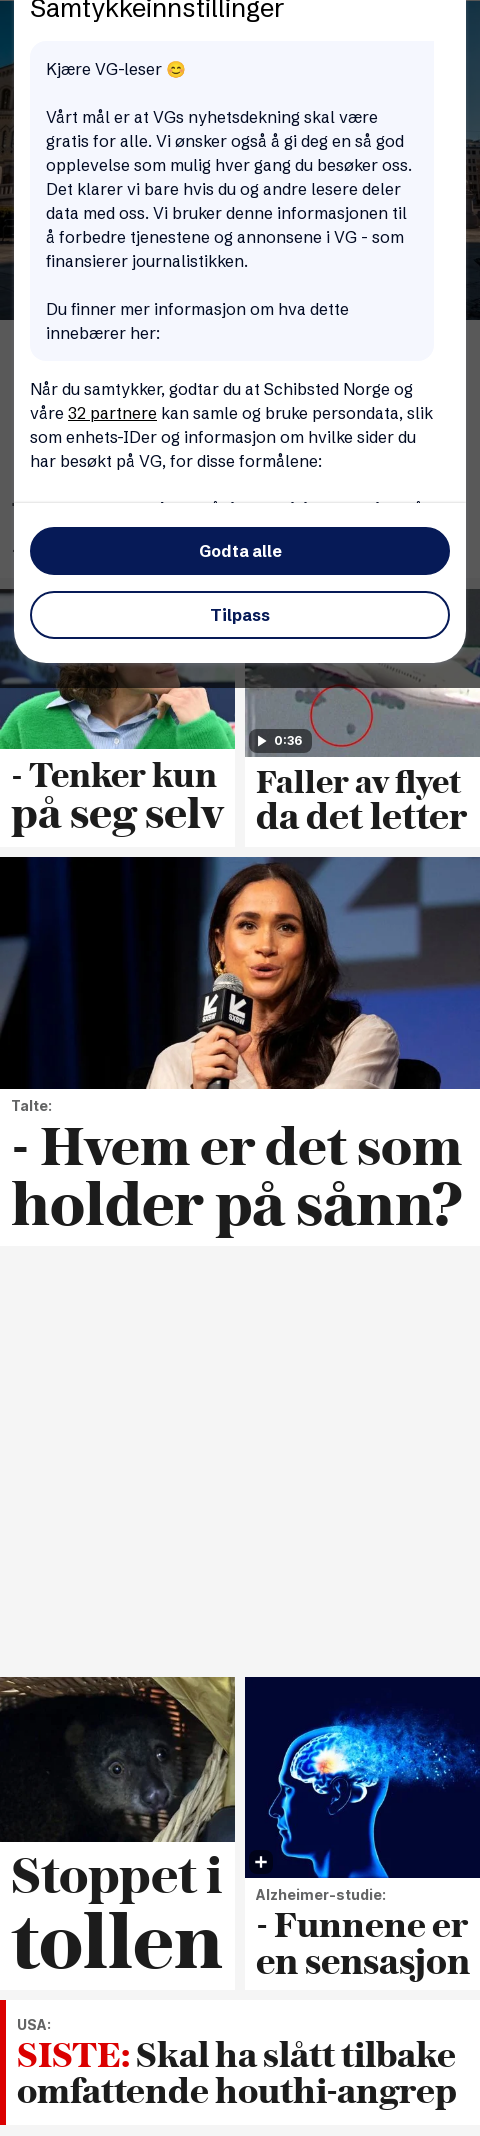 Samtykkeinnstillinger
Kjære VG-leser 😊
Vårt mål er at VGs nyhetsdekning skal være
gratis for alle. Vi ønsker også å gi deg en så god
opplevelse som mulig hver gang du besøker oss.
Det klarer vi bare hvis du og andre lesere deler
data med oss. Vi bruker denne informasjonen til
å forbedre tjenestene og annonsene i VG - som
finansierer journalistikken.
Du finner mer informasjon om hva dette
innebærer her:
Når du samtykker, godtar du at Schibsted Norge og
våre 32 partnere kan samle og bruke persondata, slik
som enhets-IDer og informasjon om hvilke sider du
har besøkt på VG, for disse formålene:
Godta alle
Tilpass
0:36
- Tenker kun
på seg selv
Faller av flyet
da det letter
SXSW
SXSW
Talte:
- Hvem er det som
holder på sånn?
Stoppet i
tollen
Alzheimer-studie:
- Funnene er
en sensasjon
USA:
SISTE: Skal ha slått tilbake
omfattende houthi-angrep